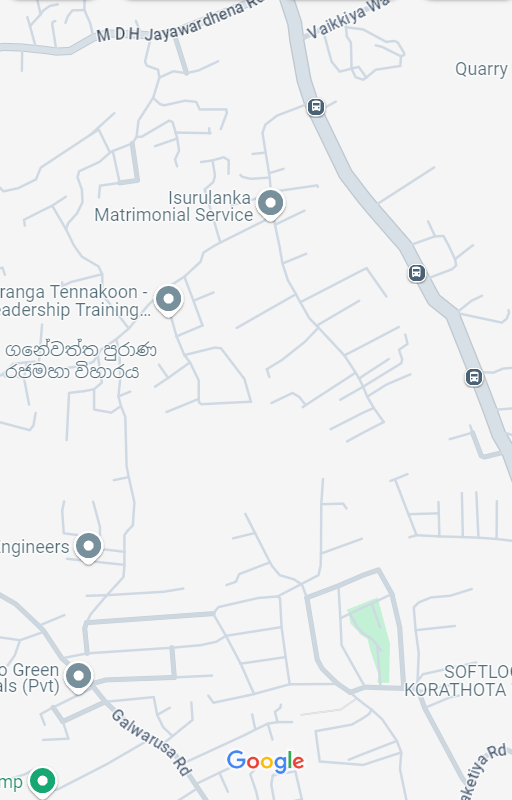 M D H Jayawardhena Ro
Vaikkiya Wa
Quarry
Isurulanka
Matrimonial Service
ranga Tennakoon -
eadership Training...
ගනේවත්ත පුරාණ
රජමහා විහාරය
Engineers
o Green
als (Pvt)
SOFTLO
KORATHOTA
Galwarusa Rd
Google
mp
aketiya Rd